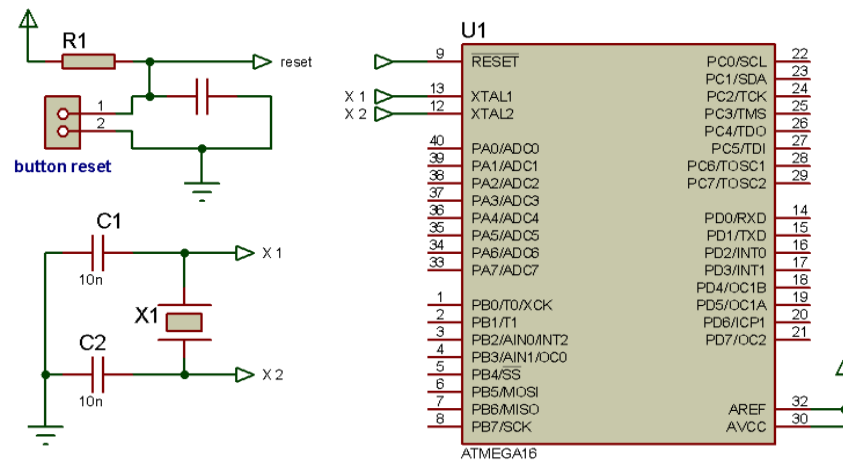 R1
reset
1
2
button reset
C1
10n
X 1
X1
C2
10n
X 2
U1
9 RESET PC0/SCL 22
PC1/SDA 23
X 1 13 XTAL1 PC2/TCK 24
X 2 12 XTAL2 PC3/TMS 25
PC4/TDO 26
40 PA0/ADC0 PC5/TDI 27
39 PA1/ADC1 PC6/TOSC1 28
38 PA2/ADC2 PC7/TOSC2 29
37 PA3/ADC3
36 PA4/ADC4 PD0/RXD 14
35 PA5/ADC5 PD1/TXD 15
34 PA6/ADC6 PD2/INT0 16
33 PA7/ADC7 PD3/INT1 17
PD4/OC1B 18
1 PB0/T0/XCK PD5/OC1A 19
2 PB1/T1 PD6/ICP1 20
3 PB2/AIN0/INT2 PD7/OC2 21
4 PB3/AIN1/OC0
5 PB4/SS
6 PB5/MOSI
7 PB6/MISO AREF 32
8 PB7/SCK AVCC 30
ATMEGA16